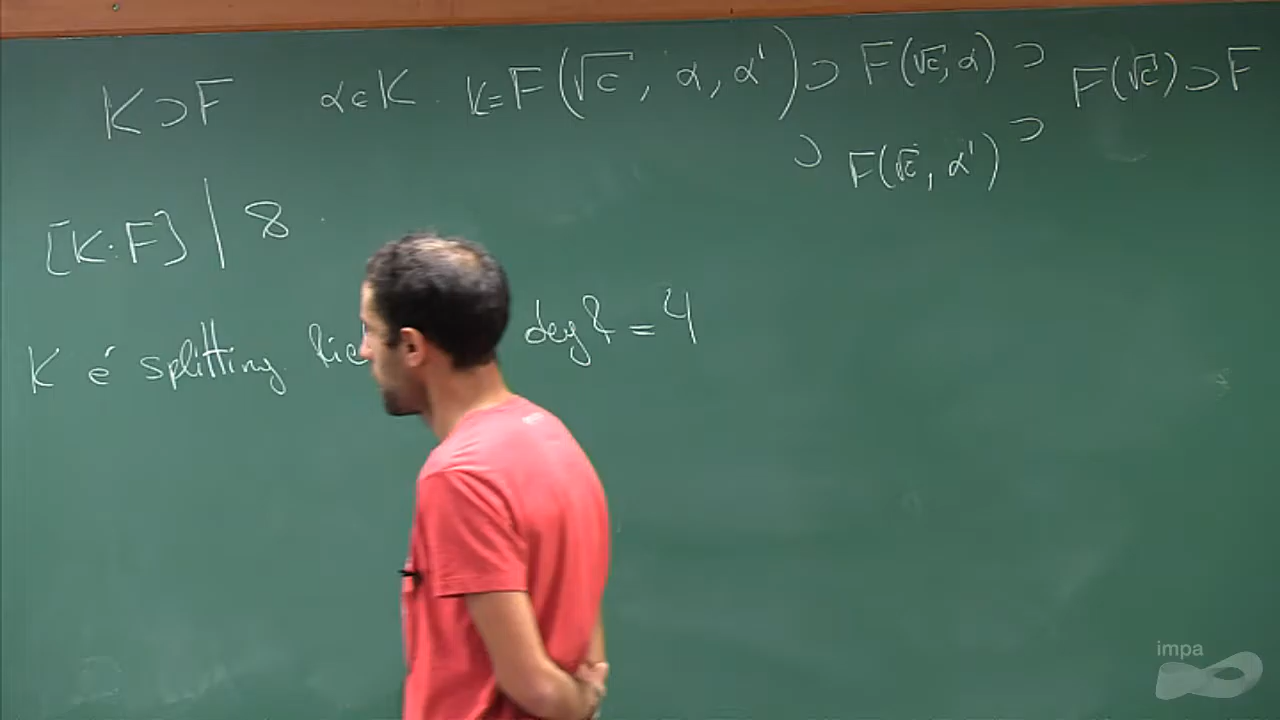 K ⊃ F α ∈ K. K = F(√ε, α, α') ⊃ F(√ε, α) ⊃ F(√ε) ⊃ F
⊃ F(√ε, α') ⊃
[K:F] | 8
K é splitting deg = 4
impa